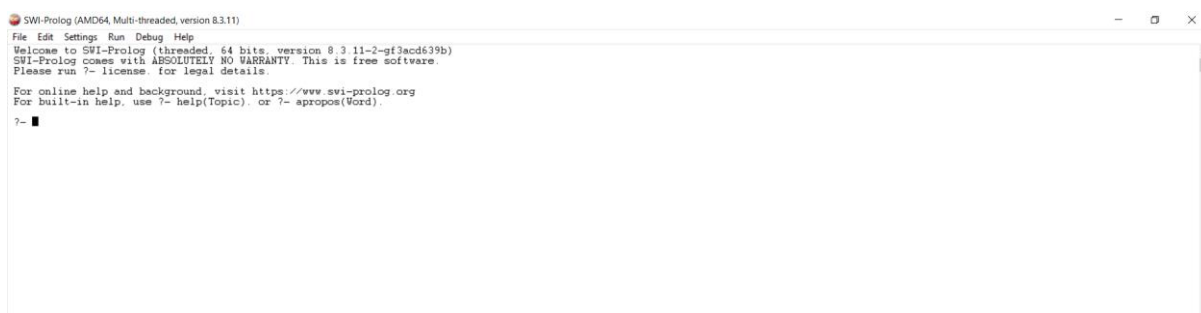 SWI-Prolog (AMD64, Multi-threaded, version 8.3.11)
File Edit Settings Run Debug Help
Welcome to SWI-Prolog (threaded, 64 bits, version 8.3.11-2-gf3acd639b)
SWI-Prolog comes with ABSOLUTELY NO WARRANTY. This is free software.
Please run ?- license. for legal details.
For online help and background, visit https://www.swi-prolog.org
For built-in help, use ?- help(Topic). or ?- apropos(Word).
?-